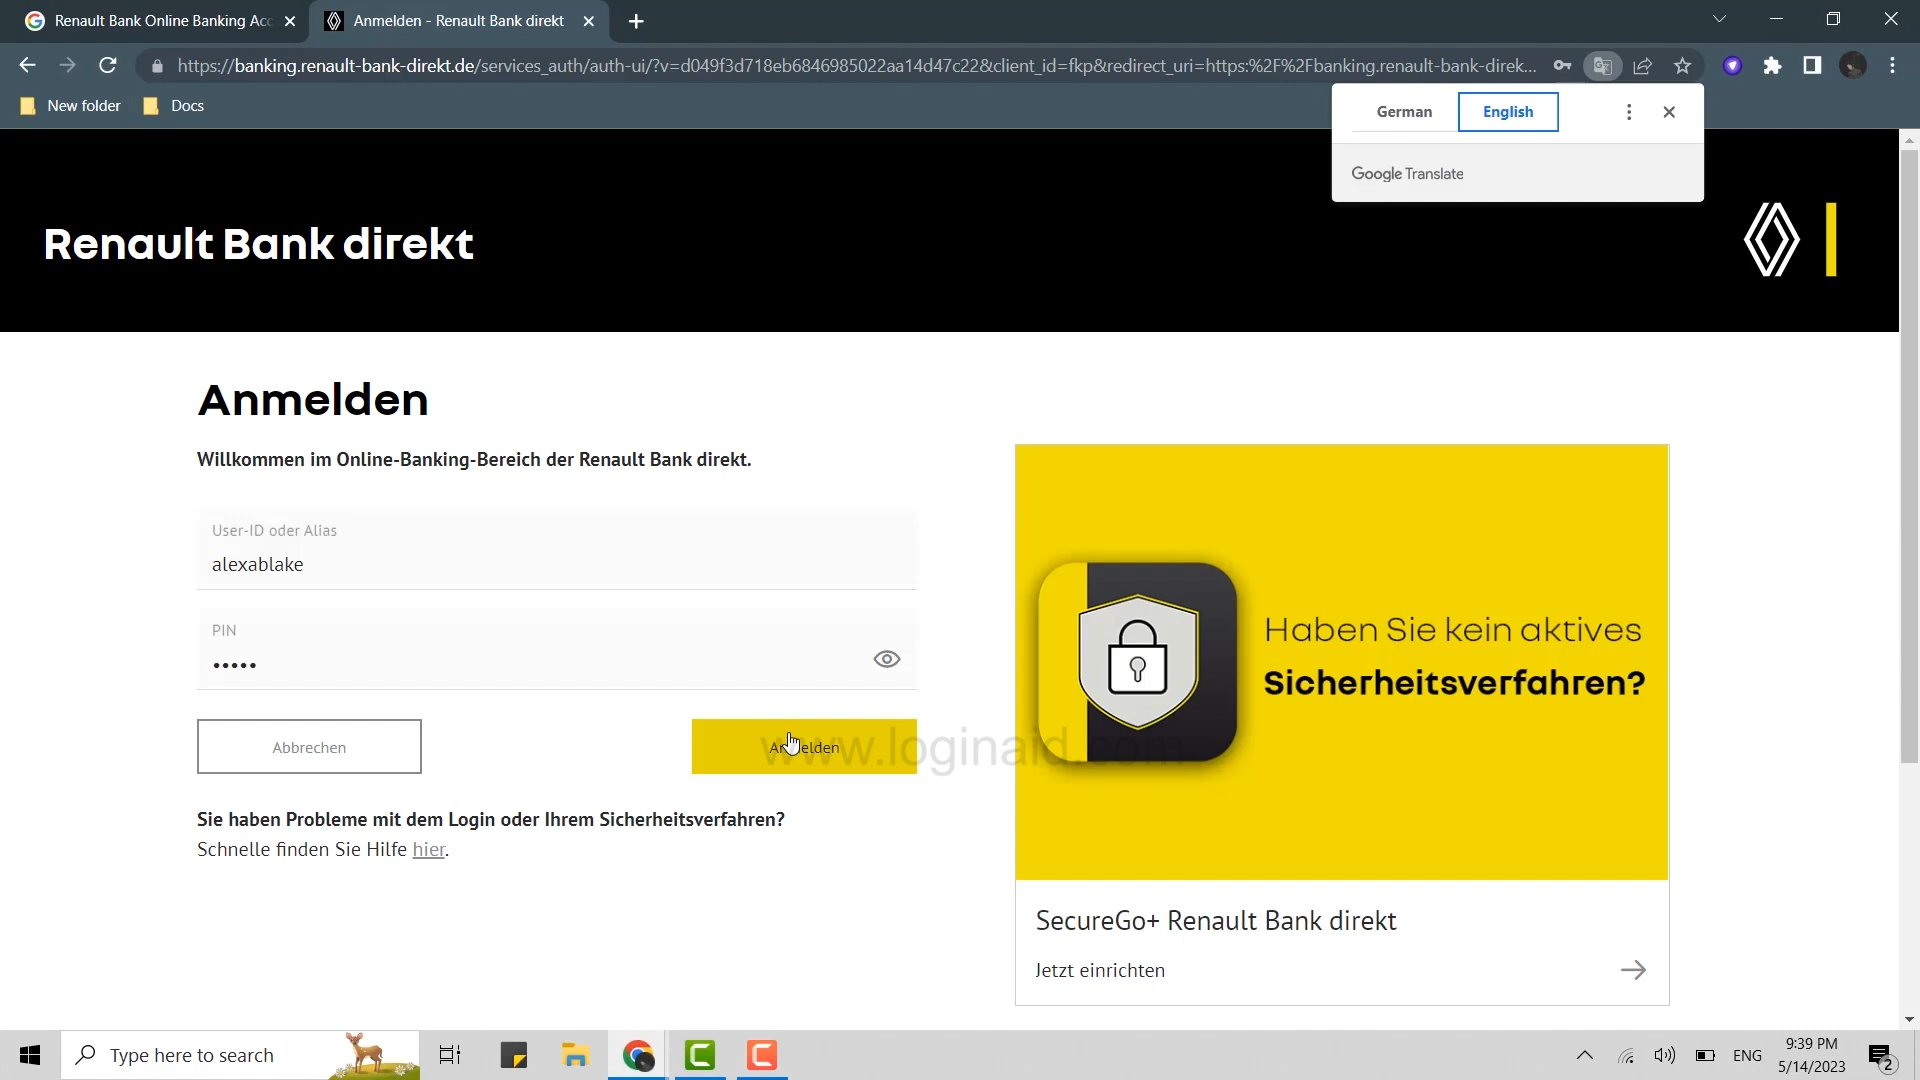 Renault Bank Online Banking Acc
Anmelden - Renault Bank direkt
https://banking.renault-bank-direkt.de/services_auth/auth-ui/?v=d049f3d718eb6846985022aa14d47c22&client_id=fkp&redirect_uri=https:%2F%2Fbanking.renault-bank-direk...
New folder
Docs
German
English
Google Translate
Renault Bank direkt
Anmelden
Willkommen im Online-Banking-Bereich der Renault Bank direkt.
User-ID oder Alias
alexablake
PIN
•••••
Abbrechen
Anmelden
www.loginaid.com
Sie haben Probleme mit dem Login oder Ihrem Sicherheitsverfahren?
Schnelle finden Sie Hilfe hier.
Haben Sie kein aktives
Sicherheitsverfahren?
SecureGo+ Renault Bank direkt
Jetzt einrichten
Type here to search
ENG
9:39 PM
5/14/2023
2